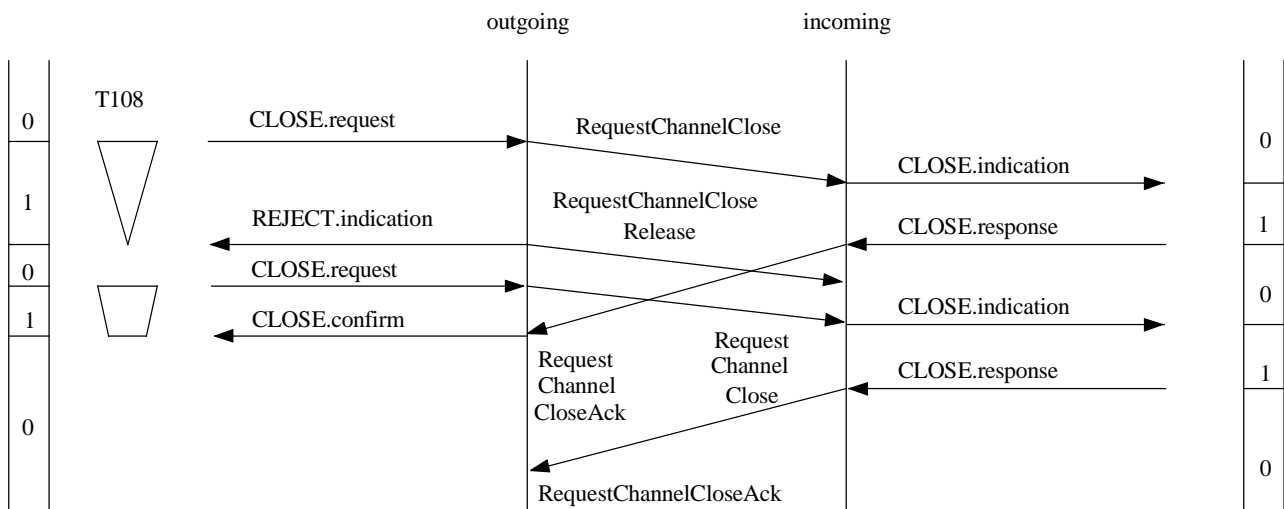 outgoing
incoming
T108
0
CLOSE.request
RequestChannelClose
0
CLOSE.indication
1
REJECT.indication
RequestChannelClose
Release
CLOSE.response
1
0
CLOSE.request
0
1
CLOSE.confirm
CLOSE.indication
Request
Channel
CloseAck
Request
Channel
Close
CLOSE.response
1
0
0
RequestChannelCloseAck